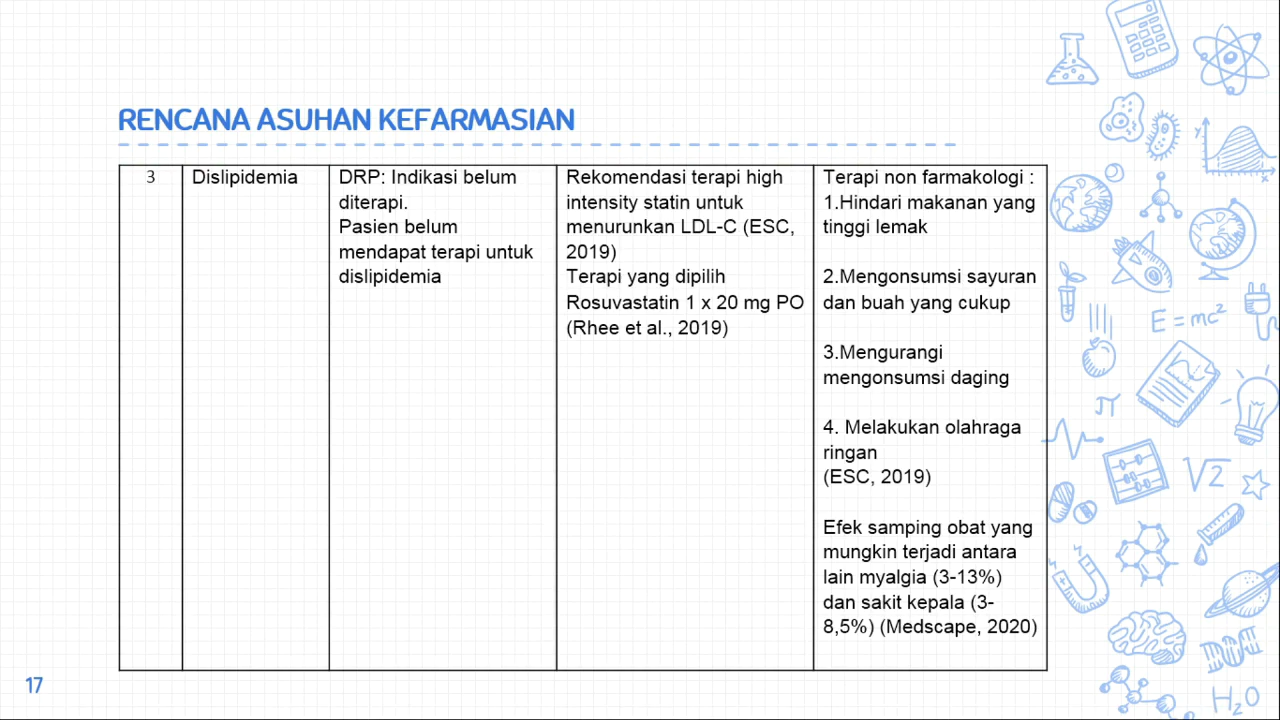 RENCANA ASUHAN KEFARMASIAN
3
Dislipidemia
DRP: Indikasi belum
diterapi.
Pasien belum
mendapat terapi untuk
dislipidemia
Rekomendasi terapi high
intensity statin untuk
menurunkan LDL-C (ESC,
2019)
Terapi yang dipilih
Rosuvastatin 1 x 20 mg PO
(Rhee et al., 2019)
Terapi non farmakologi :
1.Hindari makanan yang
tinggi lemak
2.Mengonsumsi sayuran
dan buah yang cukup
3.Mengurangi
mengonsumsi daging
4. Melakukan olahraga
ringan
(ESC, 2019)
Efek samping obat yang
mungkin terjadi antara
lain myalgia (3-13%)
dan sakit kepala (3-
8,5%) (Medscape, 2020)
17
y
x
E = mc²
π
√2
H₂O